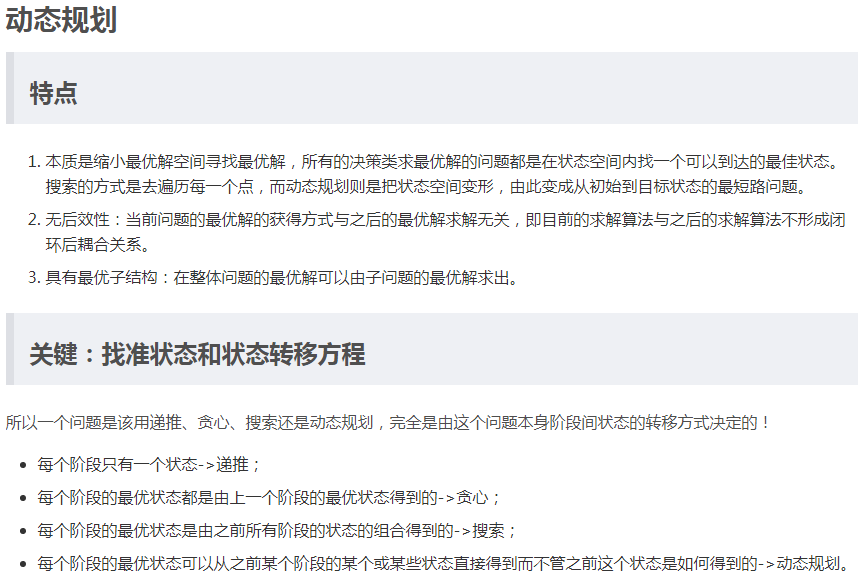 动态规划
特点
1. 本质是缩小最优解空间寻找最优解，所有的决策类求最优解的问题都是在状态空间内找一个可以到达的最佳状态。
搜索的方式是去遍历每一个点，而动态规划则是把状态空间变形，由此变成从初始到目标状态的最短路问题。
2. 无后效性：当前问题的最优解的获得方式与之后的最优解求解无关，即目前的求解算法与之后的求解算法不形成闭
环后耦合关系。
3. 具有最优子结构：在整体问题的最优解可以由子问题的最优解求出。
关键：找准状态和状态转移方程
所以一个问题是该用递推、贪心、搜索还是动态规划，完全是由这个问题本身阶段间状态的转移方式决定的！
• 每个阶段只有一个状态->递推；
• 每个阶段的最优状态都是由上一个阶段的最优状态得到的->贪心；
• 每个阶段的最优状态是由之前所有阶段的状态的组合得到的->搜索；
• 每个阶段的最优状态可以从之前某个阶段的某个或某些状态直接得到而不管之前这个状态是如何得到的->动态规划。